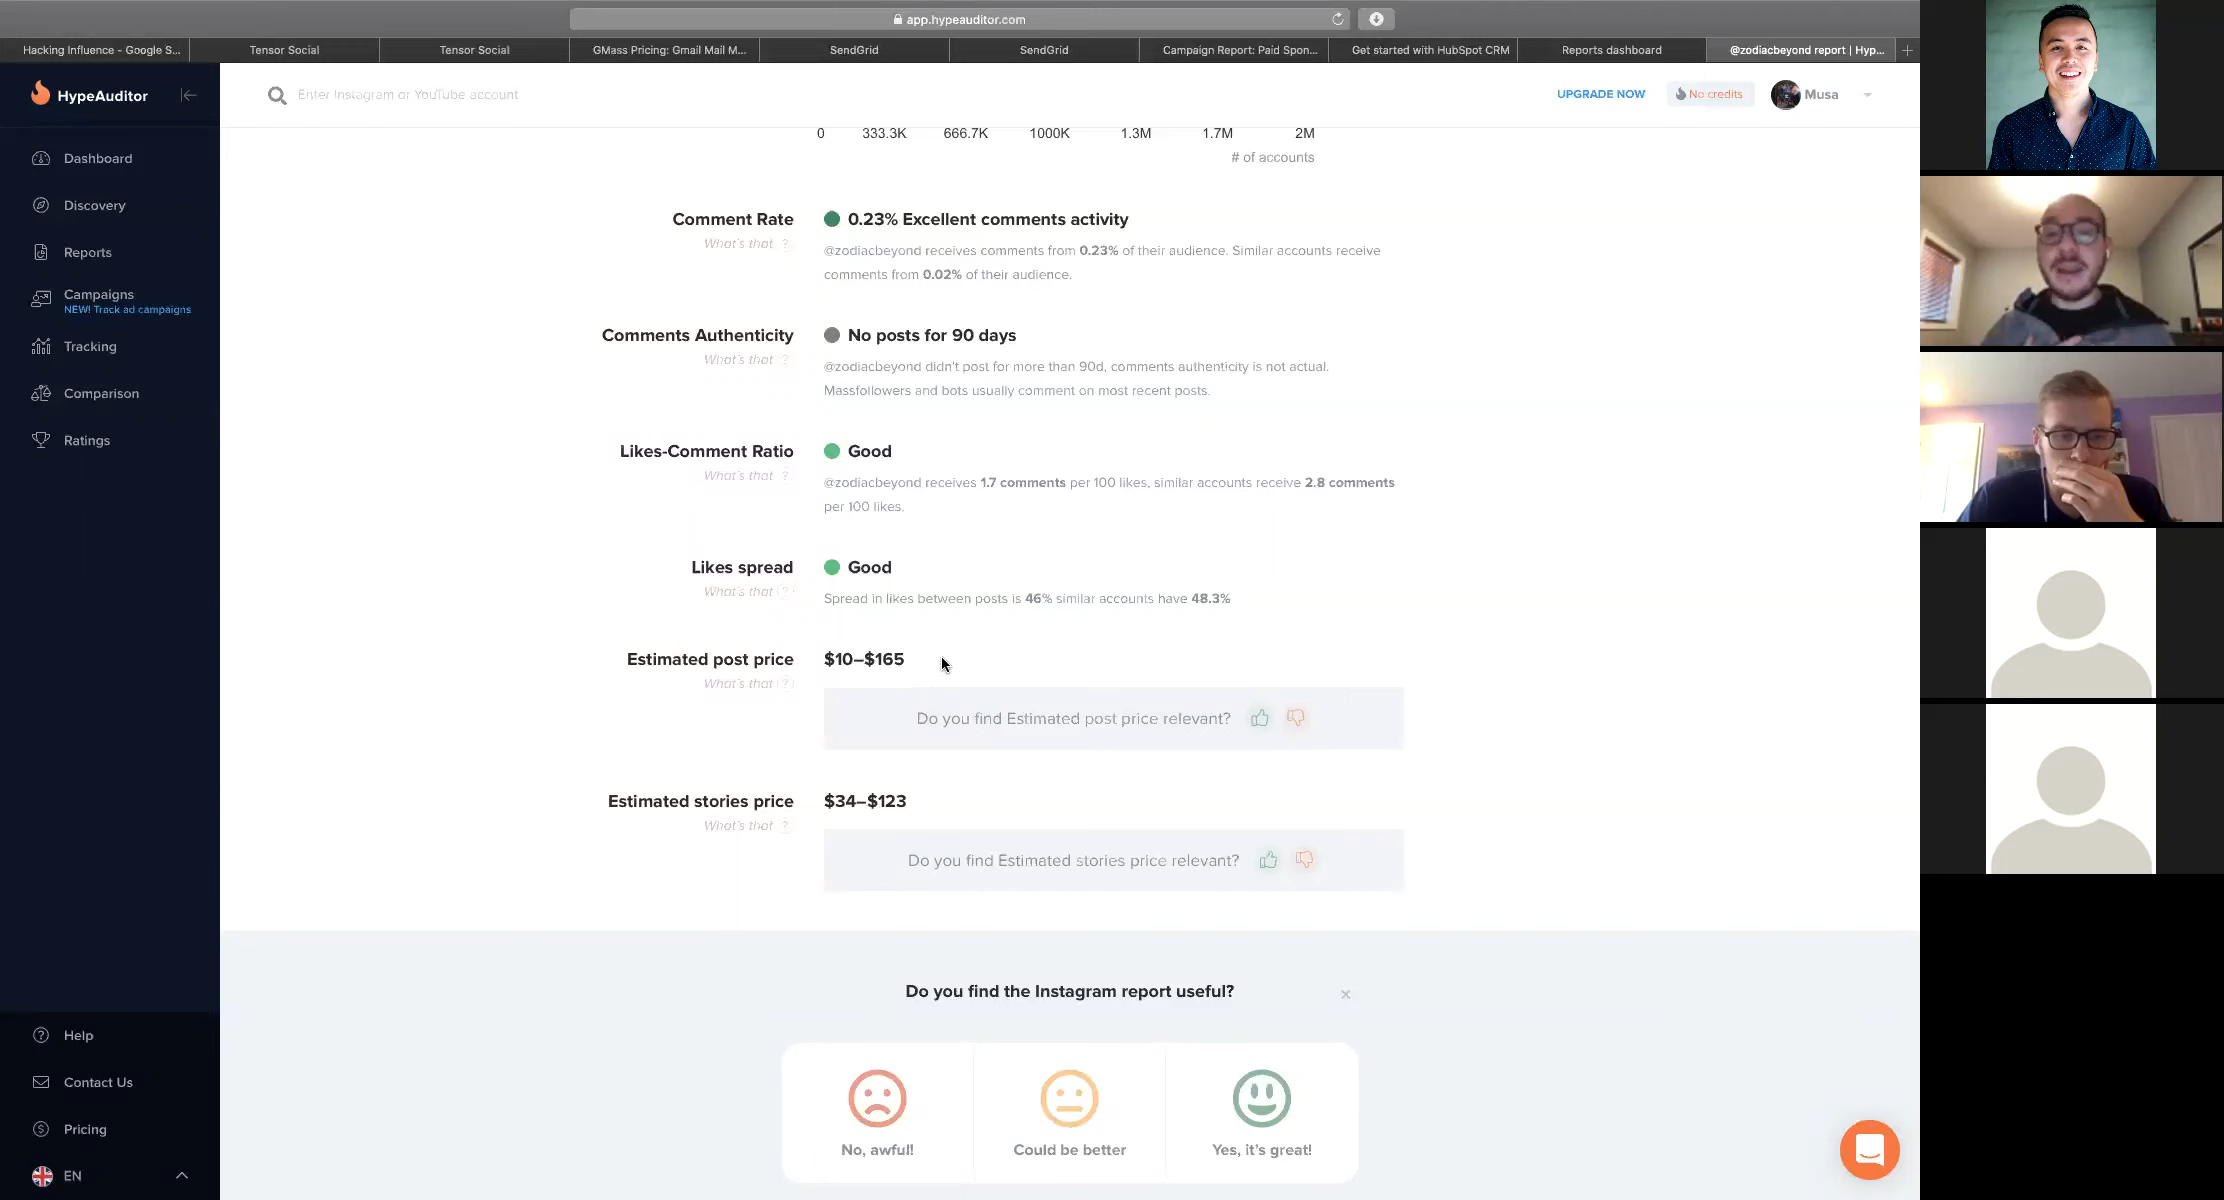 app.hypeauditor.com
Hacking Influence - Google S...
Tensor Social
Tensor Social
GMass Pricing: Gmail Mail M...
SendGrid
SendGrid
Campaign Report: Paid Spon...
Get started with HubSpot CRM
Reports dashboard
@zodiacbeyond report | Hyp...
HypeAuditor
Enter Instagram or YouTube account
UPGRADE NOW
No credits
Musa
Dashboard
Discovery
Reports
Campaigns
NEW! Track ad campaigns
Tracking
Comparison
Ratings
0 333.3K 666.7K 1000K 1.3M 1.7M 2M
# of accounts
Comment Rate
What's that ?
0.23% Excellent comments activity
@zodiacbeyond receives comments from 0.23% of their audience. Similar accounts receive
comments from 0.02% of their audience.
Comments Authenticity
What's that ?
No posts for 90 days
@zodiacbeyond didn't post for more than 90d, comments authenticity is not actual.
Massfollowers and bots usually comment on most recent posts.
Likes-Comment Ratio
What's that ?
Good
@zodiacbeyond receives 1.7 comments per 100 likes, similar accounts receive 2.8 comments
per 100 likes.
Likes spread
What's that ?
Good
Spread in likes between posts is 46% similar accounts have 48.3%
Estimated post price
What's that ?
$10–$165
Do you find Estimated post price relevant?
Estimated stories price
What's that ?
$34–$123
Do you find Estimated stories price relevant?
Do you find the Instagram report useful?
No, awful!
Could be better
Yes, it's great!
Help
Contact Us
Pricing
EN